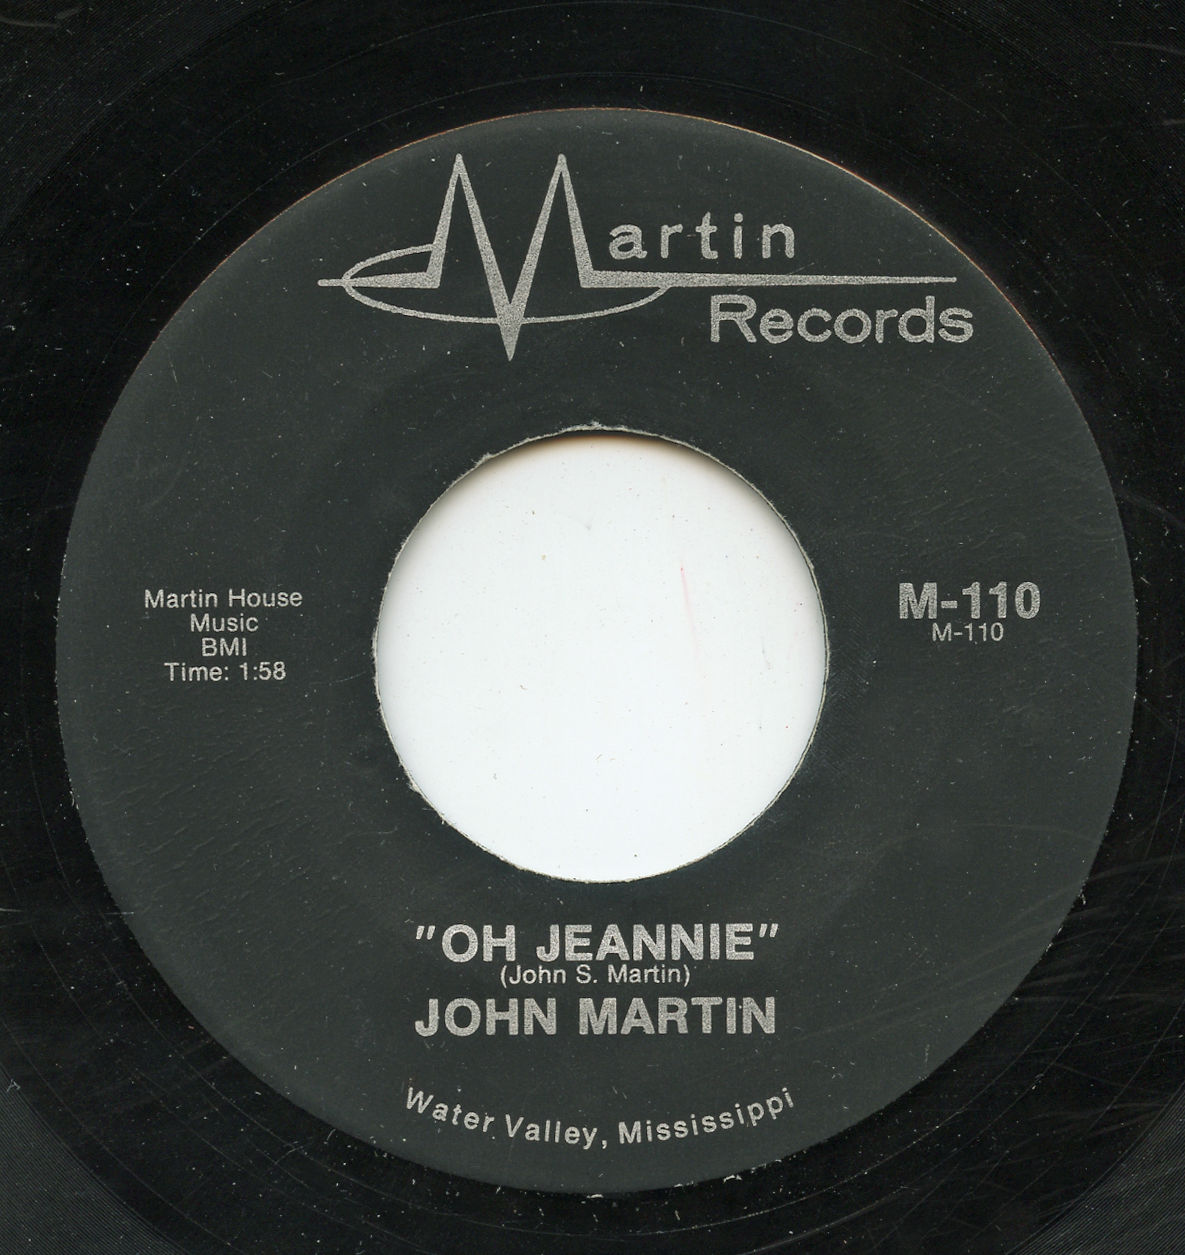 Martin
Records
Martin House
Music
BMI
Time: 1:58
M-110
M-110
"OH JEANNIE"
(John S. Martin)
JOHN MARTIN
Water Valley, Mississippi